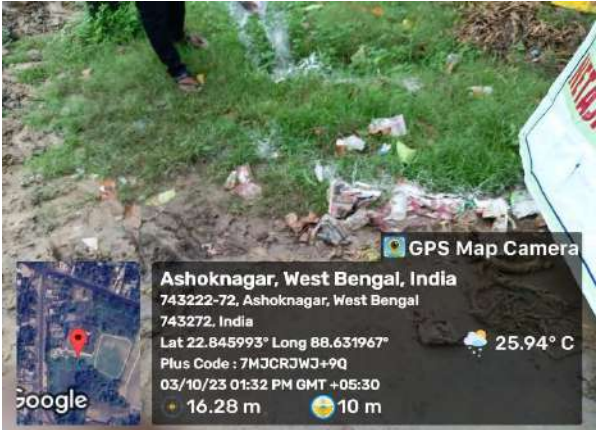 GPS Map Camera
Ashoknagar, West Bengal, India
743222-72, Ashoknagar, West Bengal
743272, India
Lat 22.845993° Long 88.631967°
Plus Code : 7MJCRJWJ+9Q
03/10/23 01:32 PM GMT +05:30
25.94° C
16.28 m
10 m
Google